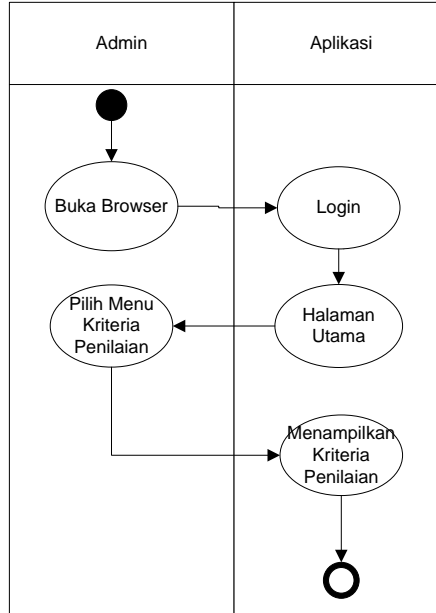 Admin
Aplikasi
Buka Browser
Login
Pilih Menu
Kriteria
Penilaian
Halaman
Utama
Menampilkan
Kriteria
Penilaian